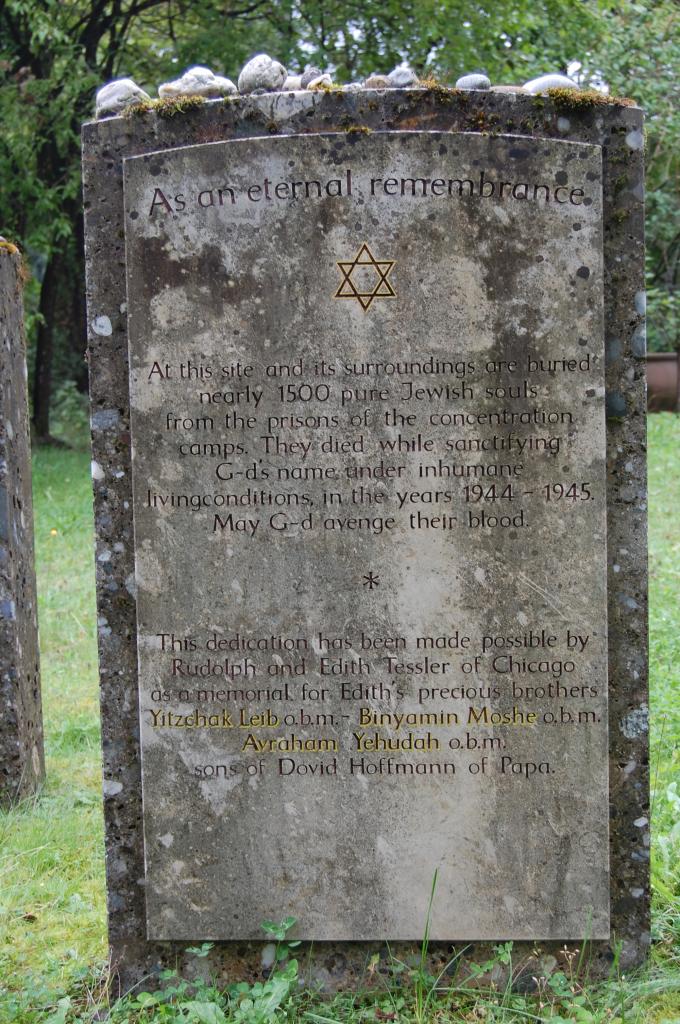 As an eternal remembrance
At this site and its surroundings are buried
nearly 1500 pure Jewish souls
from the prisons of the concentration
camps. They died while sanctifying
G-d's name under inhumane
livingconditions, in the years 1944 - 1945.
May G-d avenge their blood.
*
This dedication has been made possible by
Rudolph and Edith Tessler of Chicago
as a memorial for Edith's precious brothers
Yitzchak Leib o.b.m. - Binyamin Moshe o.b.m.
Avraham Yehudah o.b.m.
sons of Dovid Hoffmann of Papa.